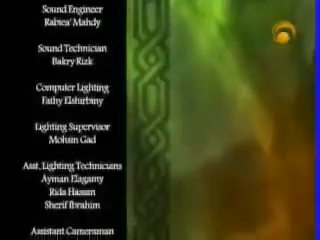 Sound Engineer
Rabiea' Mahdy
Sound Technician
Bakry Rizk
Computer Lighting
Fathy Elshirbiny
Lighting Supervisor
Mohsin Gad
Asst. Lighting Technicians
Ayman Elagamy
Rida Hassan
Sherif Ibrahim
Assistant Cameraman